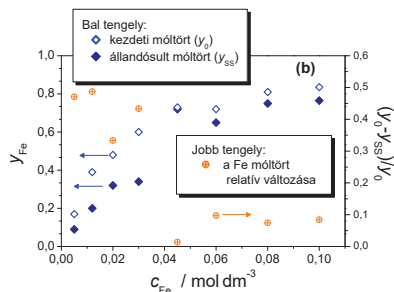 Bal tengely:
kezdeti móltört (y₀)
állandósult móltört (ySS)
(b)
Jobb tengely:
a Fe móltört
relatív változása
1,0
0,8
0,6
0,4
0,2
0,0
yFe
0,6
0,5
0,4
0,3
0,2
0,1
0,0
(y₀-ySS)/y₀
0,00
0,02
0,04
0,06
0,08
0,10
cFe / mol dm⁻³